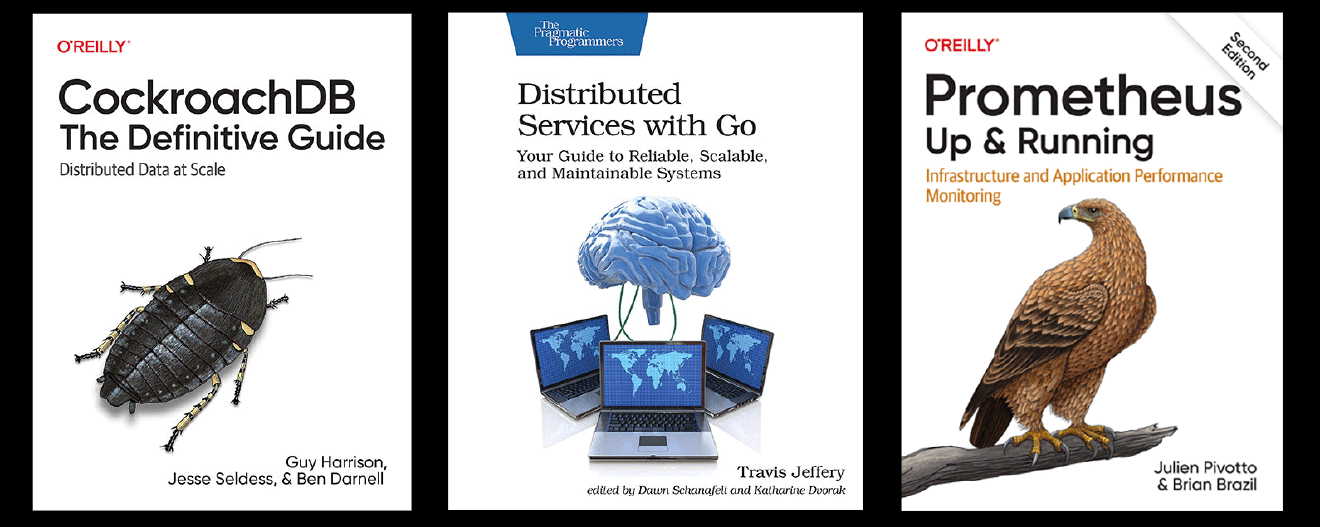 O'REILLY®
CockroachDB
The Definitive Guide
Distributed Data at Scale
Guy Harrison,
Jesse Seldess, & Ben Darnell
The
Pragmatic
Programmers
Distributed
Services with Go
Your Guide to Reliable, Scalable,
and Maintainable Systems
Travis Jeffery
edited by Dawn Schanafelt and Katharine Dvorak
O'REILLY®
Second
Edition
Prometheus
Up & Running
Infrastructure and Application Performance
Monitoring
Julien Pivotto
& Brian Brazil